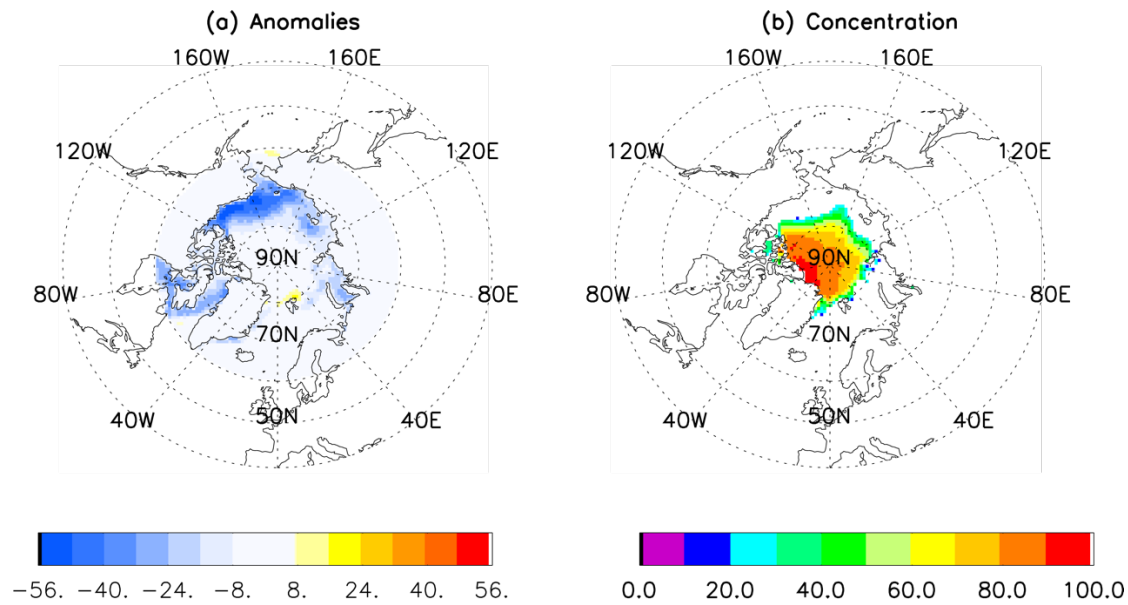 (a) Anomalies
(b) Concentration
160W 160E
160W 160E
120W 120E
120W 120E
90N
90N
80W 80E
80W 80E
70N
70N
50N
50N
40W 40E
40W 40E
-56. -40. -24. -8. 8. 24. 40. 56.
0.0 20.0 40.0 60.0 80.0 100.0